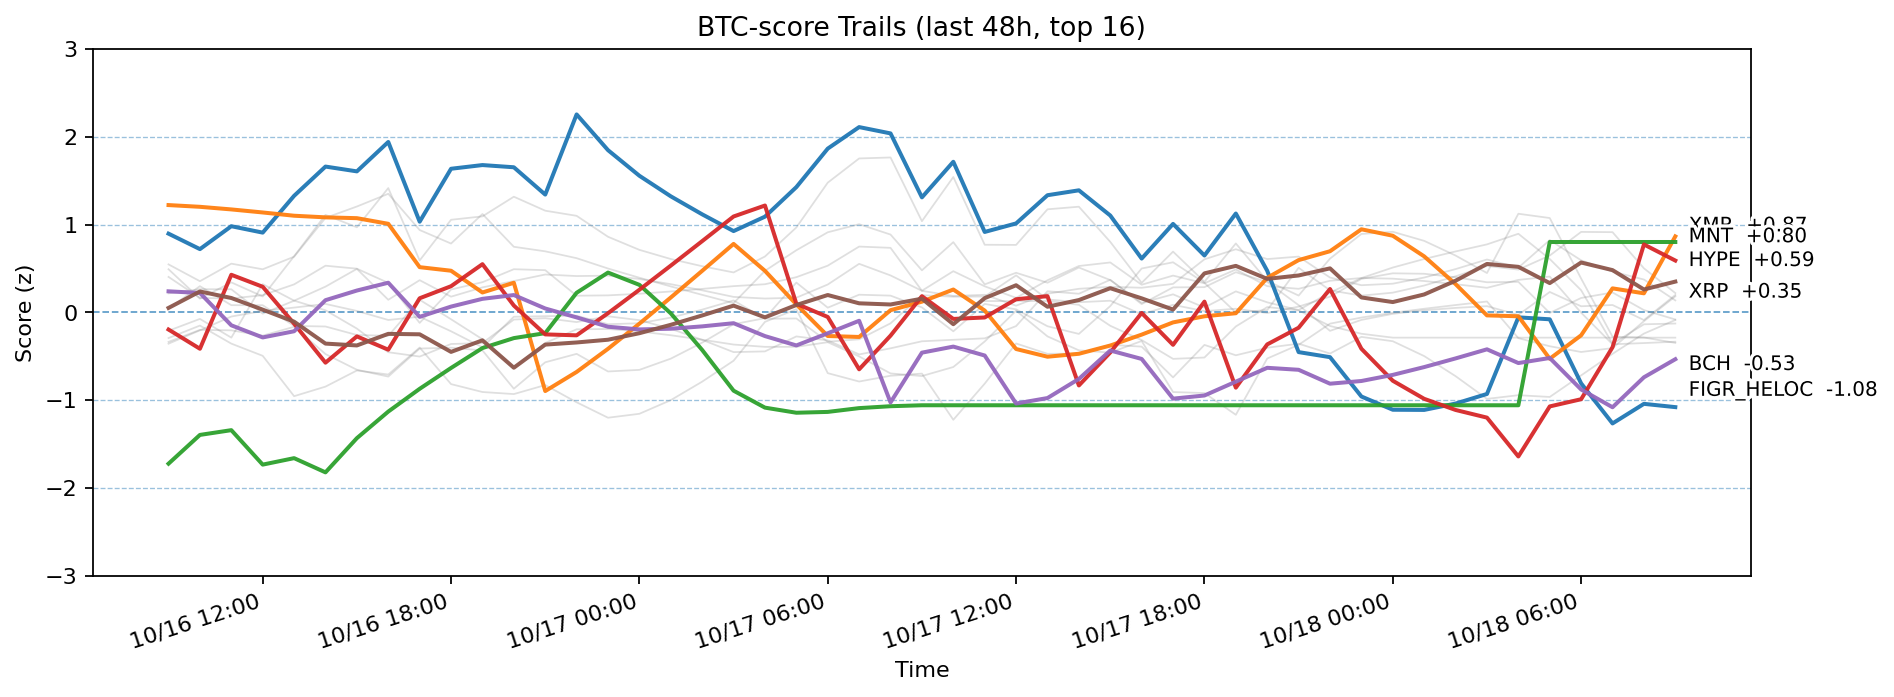 BTC-score Trails (last 48h, top 16)
Score (z)
3
2
1
0
−1
−2
−3
XMR +0.87
MNT +0.80
HYPE +0.59
XRP +0.35
BCH -0.53
FIGR_HELOC -1.08
10/16 12:00
10/16 18:00
10/17 00:00
10/17 06:00
10/17 12:00
10/17 18:00
10/18 00:00
10/18 06:00
Time